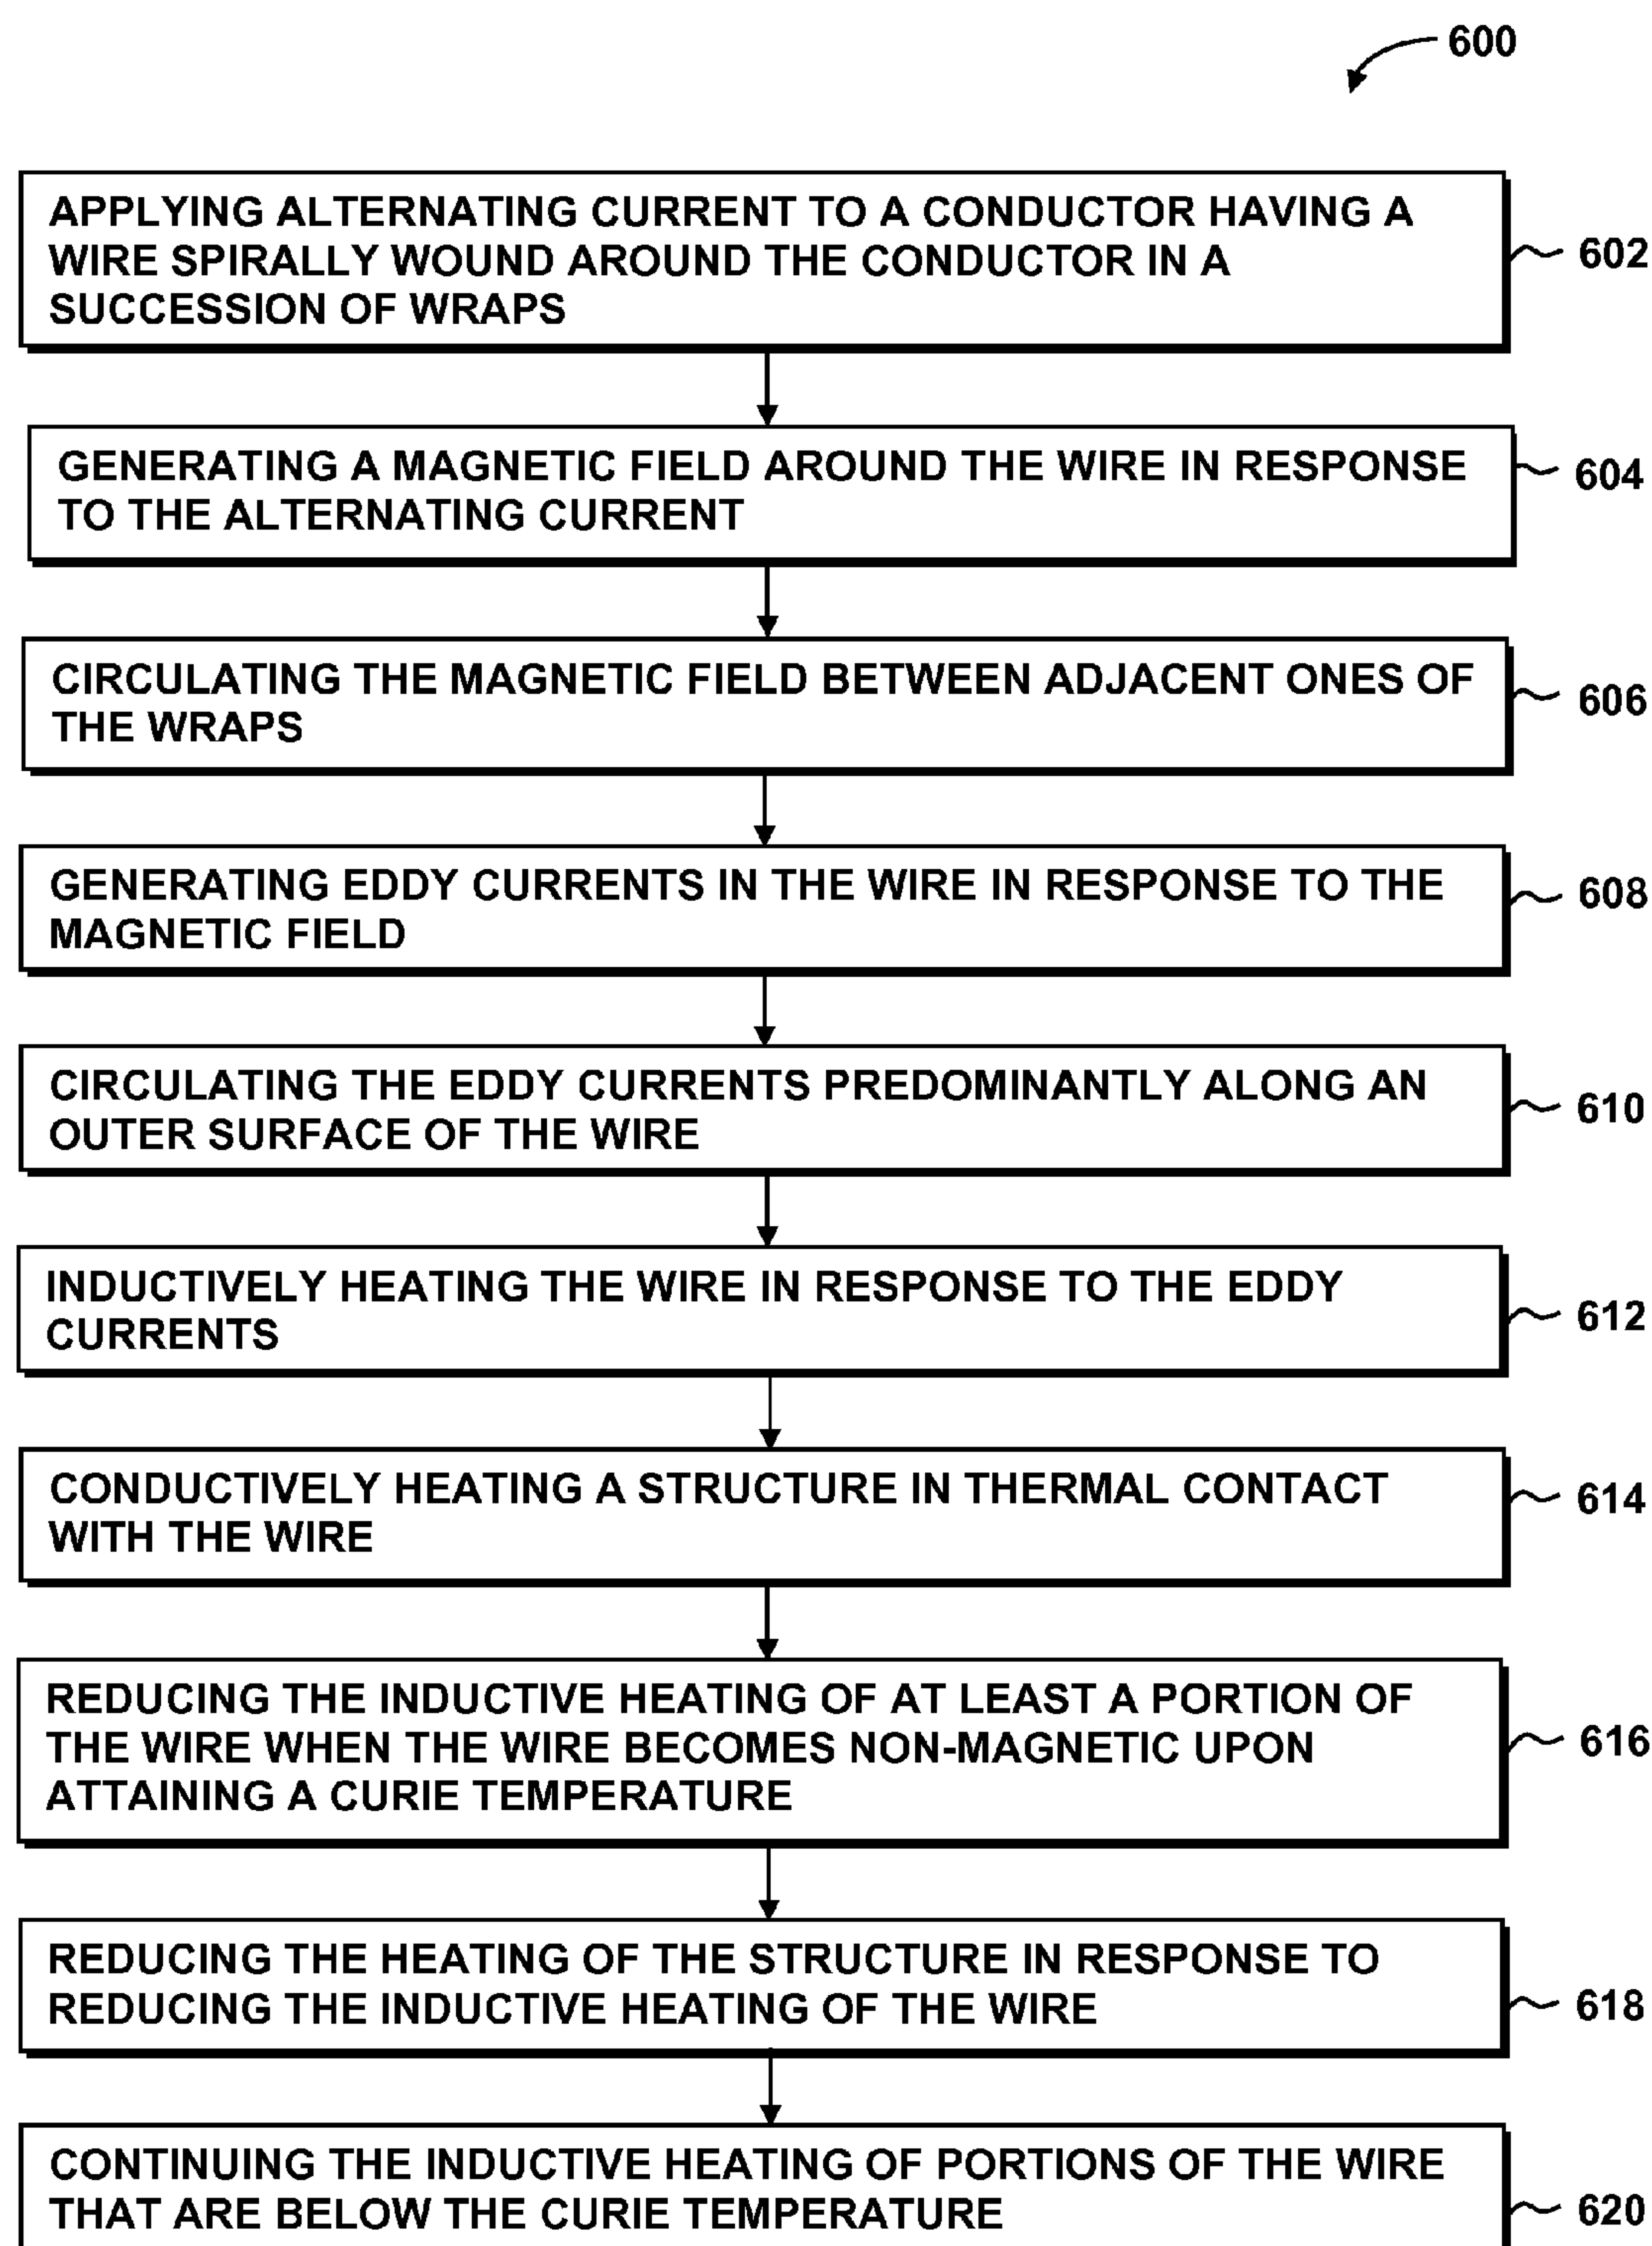 600
APPLYING ALTERNATING CURRENT TO A CONDUCTOR HAVING A
WIRE SPIRALLY WOUND AROUND THE CONDUCTOR IN A
SUCCESSION OF WRAPS
602
GENERATING A MAGNETIC FIELD AROUND THE WIRE IN RESPONSE
TO THE ALTERNATING CURRENT
604
CIRCULATING THE MAGNETIC FIELD BETWEEN ADJACENT ONES OF
THE WRAPS
606
GENERATING EDDY CURRENTS IN THE WIRE IN RESPONSE TO THE
MAGNETIC FIELD
608
CIRCULATING THE EDDY CURRENTS PREDOMINANTLY ALONG AN
OUTER SURFACE OF THE WIRE
610
INDUCTIVELY HEATING THE WIRE IN RESPONSE TO THE EDDY
CURRENTS
612
CONDUCTIVELY HEATING A STRUCTURE IN THERMAL CONTACT
WITH THE WIRE
614
REDUCING THE INDUCTIVE HEATING OF AT LEAST A PORTION OF
THE WIRE WHEN THE WIRE BECOMES NON-MAGNETIC UPON
ATTAINING A CURIE TEMPERATURE
616
REDUCING THE HEATING OF THE STRUCTURE IN RESPONSE TO
REDUCING THE INDUCTIVE HEATING OF THE WIRE
618
CONTINUING THE INDUCTIVE HEATING OF PORTIONS OF THE WIRE
THAT ARE BELOW THE CURIE TEMPERATURE
620